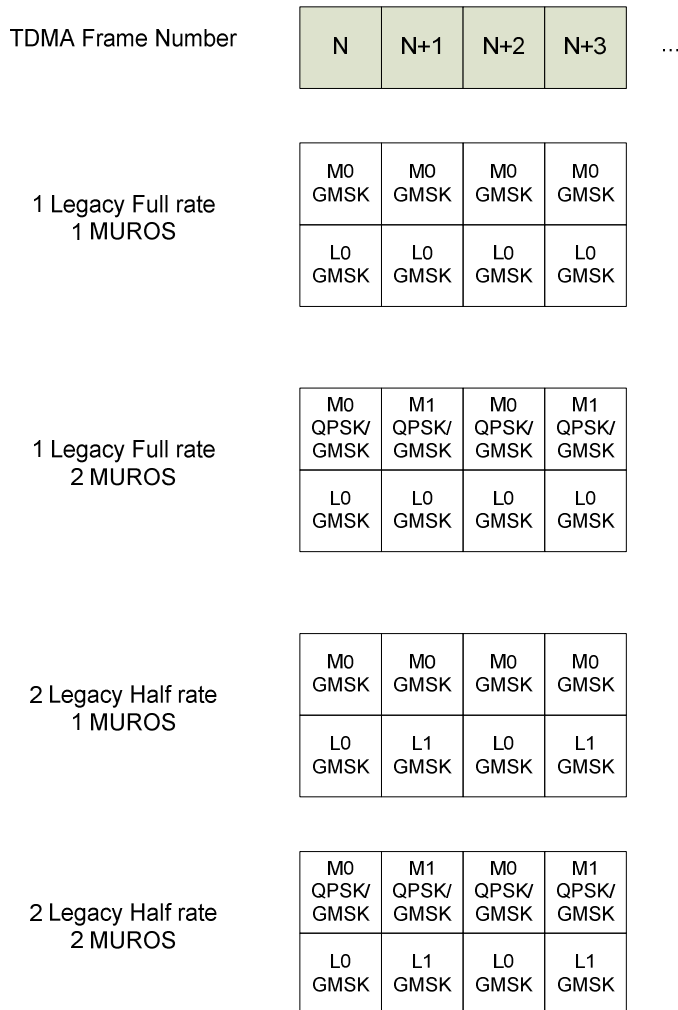 TDMA Frame Number
N N+1 N+2 N+3 ...
1 Legacy Full rate
1 MUROS
M0 M0 M0 M0
GMSK GMSK GMSK GMSK
L0 L0 L0 L0
GMSK GMSK GMSK GMSK
1 Legacy Full rate
2 MUROS
M0 M1 M0 M1
QPSK/ QPSK/ QPSK/ QPSK/
GMSK GMSK GMSK GMSK
L0 L0 L0 L0
GMSK GMSK GMSK GMSK
2 Legacy Half rate
1 MUROS
M0 M0 M0 M0
GMSK GMSK GMSK GMSK
L0 L1 L0 L1
GMSK GMSK GMSK GMSK
2 Legacy Half rate
2 MUROS
M0 M1 M0 M1
QPSK/ QPSK/ QPSK/ QPSK/
GMSK GMSK GMSK GMSK
L0 L1 L0 L1
GMSK GMSK GMSK GMSK